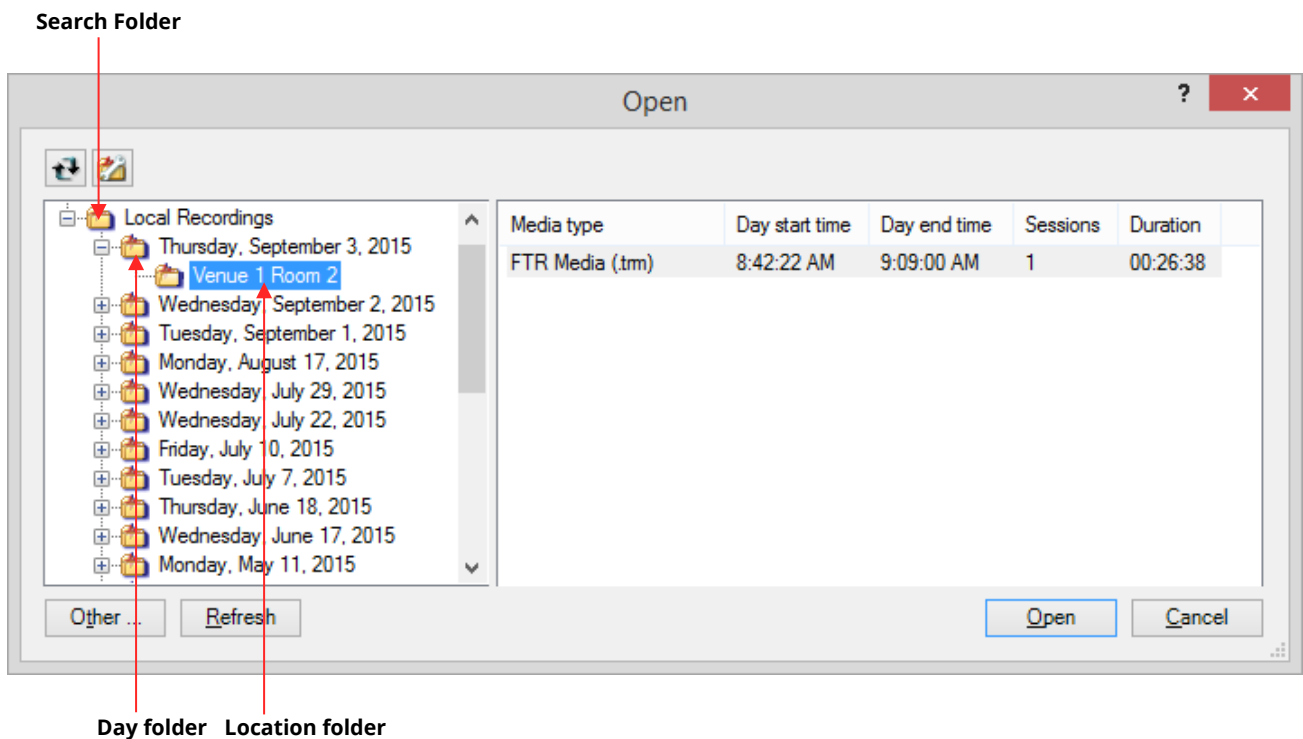 Search Folder
Open
?
Local Recordings
Thursday, September 3, 2015
Venue 1 Room 2
Wednesday, September 2, 2015
Tuesday, September 1, 2015
Monday, August 17, 2015
Wednesday, July 29, 2015
Wednesday, July 22, 2015
Friday, July 10, 2015
Tuesday, July 7, 2015
Thursday, June 18, 2015
Wednesday, June 17, 2015
Monday, May 11, 2015
Media type Day start time Day end time Sessions Duration
FTR Media (.trm) 8:42:22 AM 9:09:00 AM 1 00:26:38
Other ... Refresh Open Cancel
Day folder Location folder